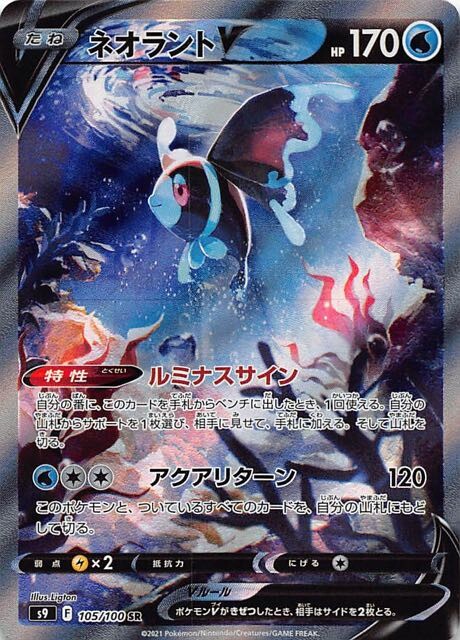 たね ネオラントV HP170
特性 とくせい ルミナスサイン
自分の番に、このカードを手札からベンチに出したとき、1回使える。自分の
山札からサポートを1枚選び、相手に見せて、手札に加える。そして山札を
切る。
アクアリターン 120
このポケモンと、ついているすべてのカードを、自分の山札にもど
して切る。
弱点 ×2 抵抗力 にげる
Illus.Ligton
Vルール
s9 F 105/100 SR ポケモンVがきぜつしたとき、相手はサイドを2枚とる。
©2021 Pokémon/Nintendo/Creatures/GAME FREAK.